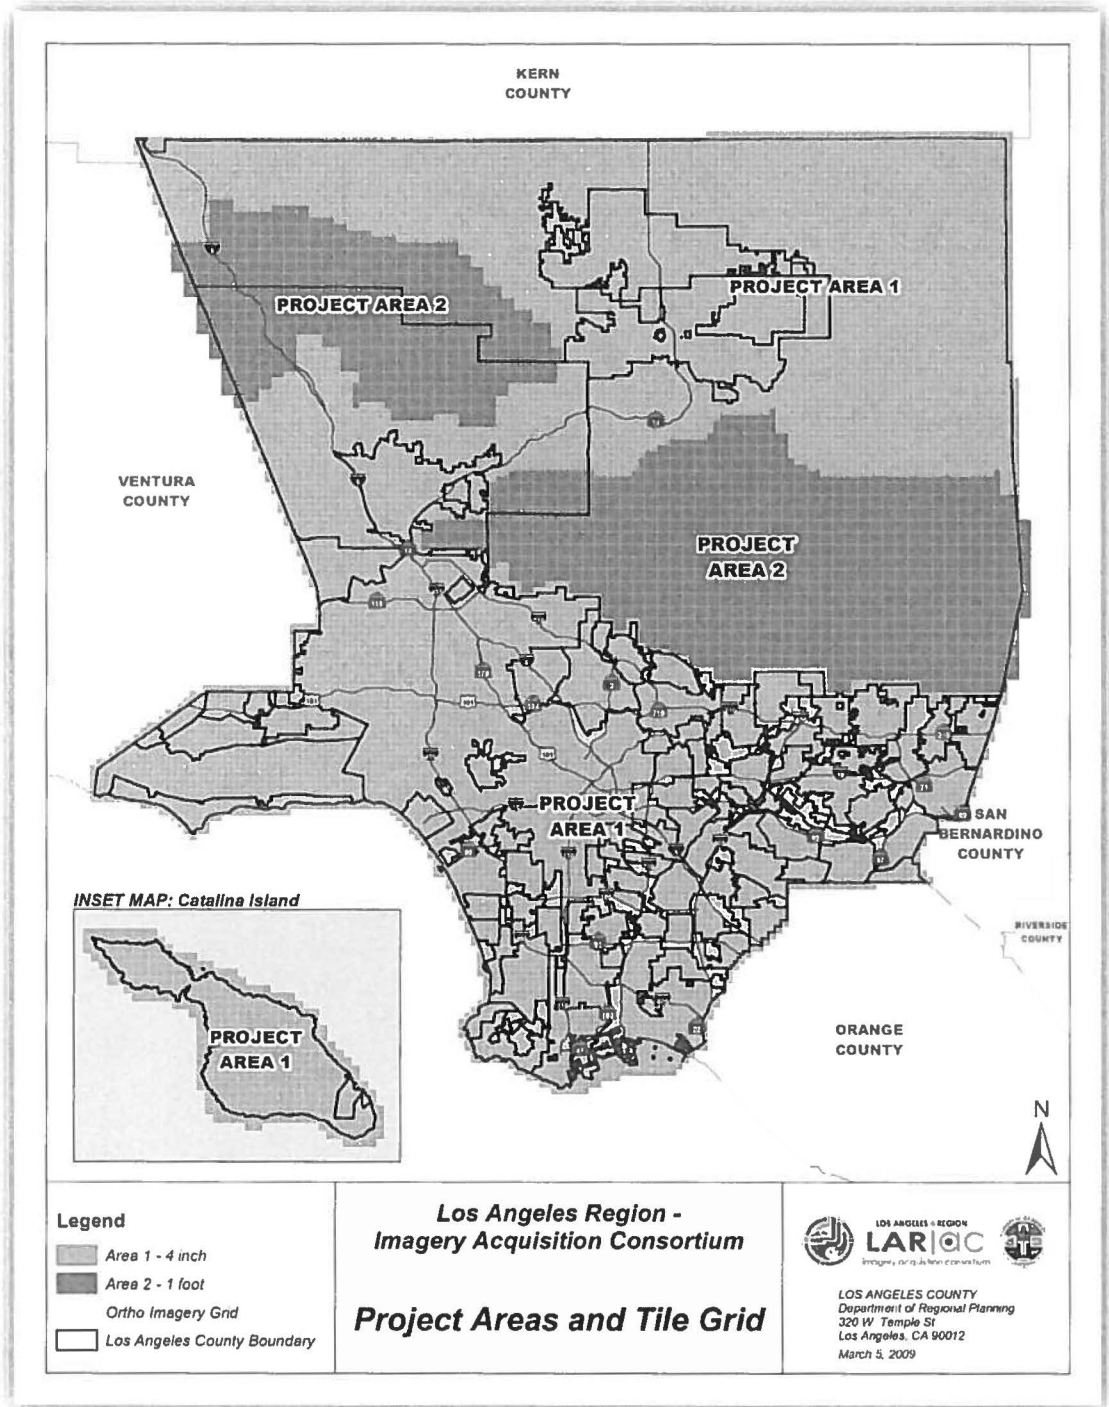 KERN
COUNTY
PROJECT AREA 1
PROJECT AREA 2
VENTURA
COUNTY
PROJECT
AREA 2
101
101
101
PROJECT
AREA 1
SAN
BERNARDINO
COUNTY
INSET MAP: Catalina Island
RIVERSIDE
COUNTY
PROJECT
AREA 1
ORANGE
COUNTY
N
Legend
Area 1 - 4 inch
Area 2 - 1 foot
Ortho Imagery Grid
Los Angeles County Boundary
Los Angeles Region -
Imagery Acquisition Consortium
Project Areas and Tile Grid
LOS ANGELES REGION
LAR|aC
imagery acquisition consortium
LOS ANGELES COUNTY
Department of Regional Planning
320 W Temple St
Los Angeles, CA 90012
March 5, 2009